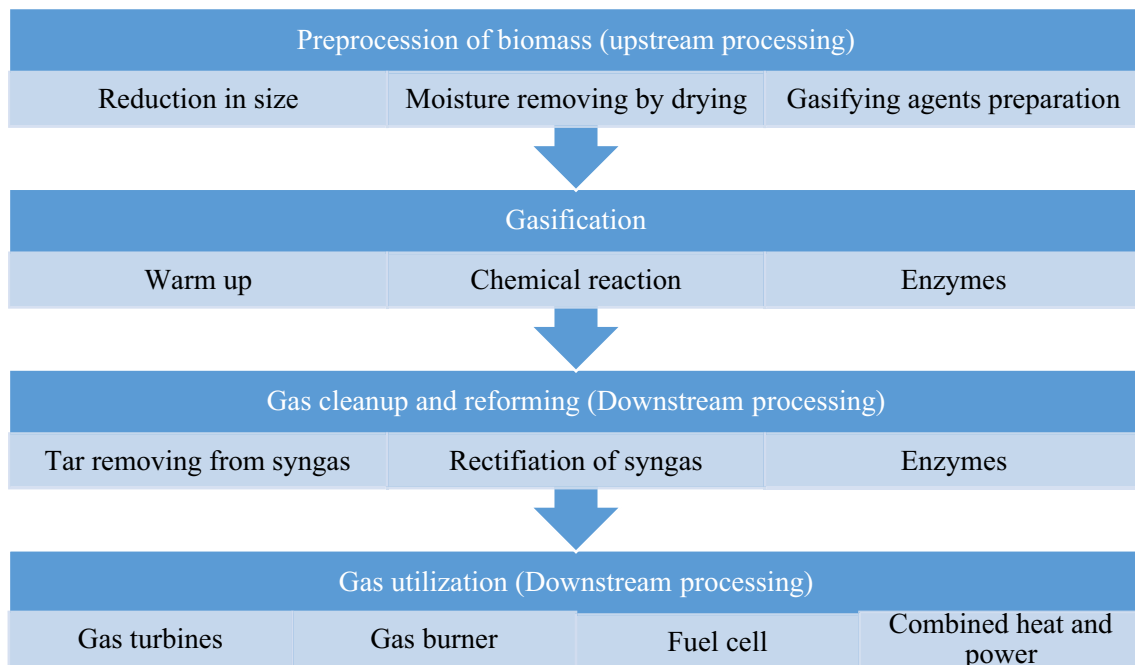 Preprocession of biomass (upstream processing)
Reduction in size
Moisture removing by drying
Gasifying agents preparation
Gasification
Warm up
Chemical reaction
Enzymes
Gas cleanup and reforming (Downstream processing)
Tar removing from syngas
Rectifiation of syngas
Enzymes
Gas utilization (Downstream processing)
Gas turbines
Gas burner
Fuel cell
Combined heat and
power